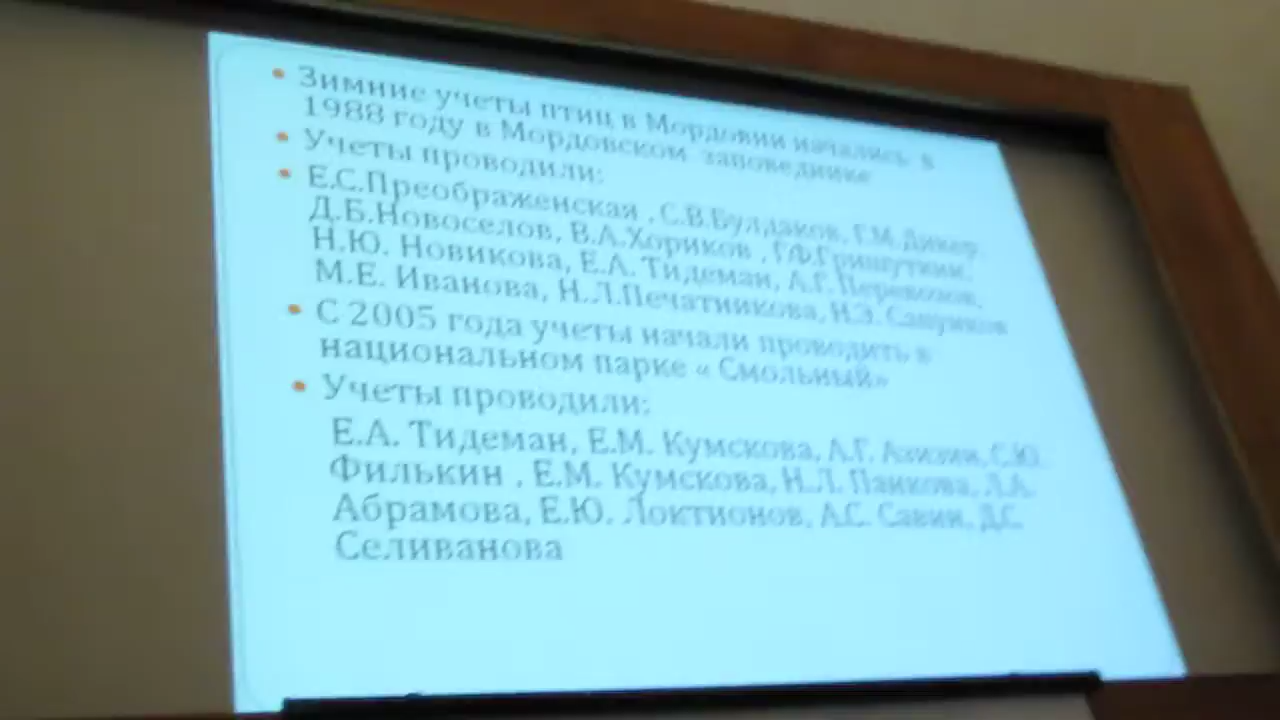 • Зимние учеты птиц в Мордовии начались в
1988 году в Мордовском заповеднике
• Учеты проводили:
• Е.С.Преображенская , С.В.Булдаков, Г.М.Дикер,
Д.Б.Новоселов, В.А.Хориков , Г.Ф.Гришуткин,
Н.Ю. Новикова, Е.А. Тидеман, А.Г. Перевозов,
М.Е. Иванова, Н.Л.Печатникова, Н.Э.
• С 2005 года учеты начали проводить в
национальном парке « Смольный»
• Учеты проводили:
Е.А. Тидеман, Е.М. Кумскова, А.Г. Азизян, С.Ю.
Филькин , Е.М. Кумскова, Н.Л. Панкова, Л.А.
Абрамова, Е.Ю. Локтионов, А.С. Савин, Д.С.
Селиванова